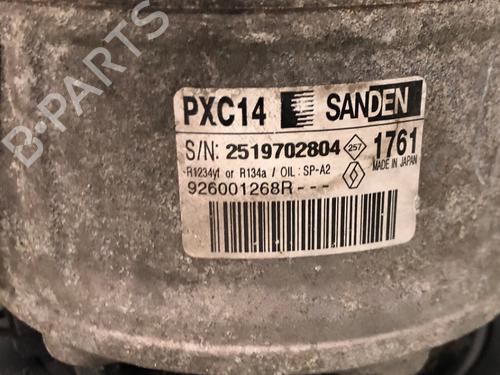 PXC14 SANDEN
S/N: 2519702804 257 1761
MADE IN JAPAN
R1234yf or R134a / OIL: SP-A2
926001268R---
B-PARTS